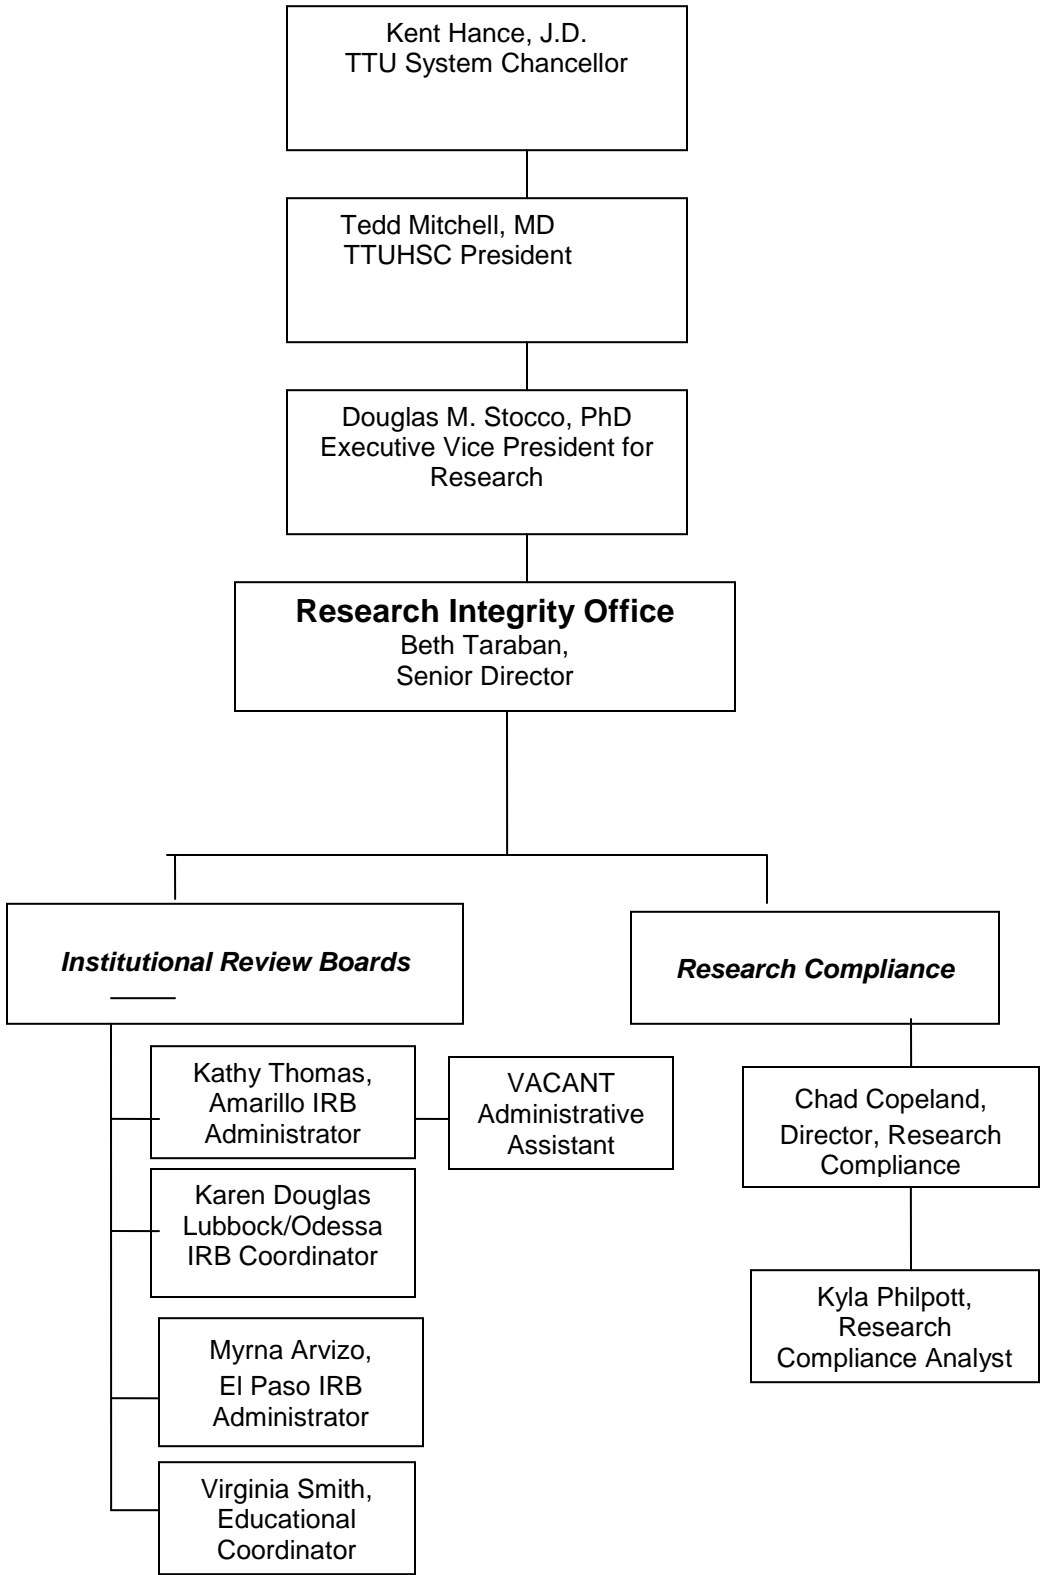 Kent Hance, J.D.
TTU System Chancellor
Tedd Mitchell, MD
TTUHSC President
Douglas M. Stocco, PhD
Executive Vice President for
Research
Research Integrity Office
Beth Taraban,
Senior Director
Institutional Review Boards
Research Compliance
Kathy Thomas,
Amarillo IRB
Administrator
VACANT
Administrative
Assistant
Chad Copeland,
Director, Research
Compliance
Karen Douglas
Lubbock/Odessa
IRB Coordinator
Kyla Philpott,
Research
Compliance Analyst
Myrna Arvizo,
El Paso IRB
Administrator
Virginia Smith,
Educational
Coordinator